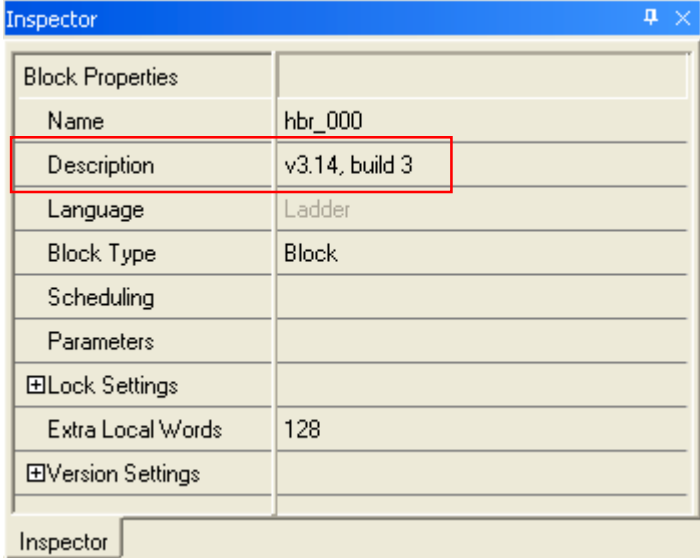 Inspector
Block Properties
Name hbr_000
Description v3.14, build 3
Language Ladder
Block Type Block
Scheduling
Parameters
Lock Settings
Extra Local Words 128
Version Settings
Inspector